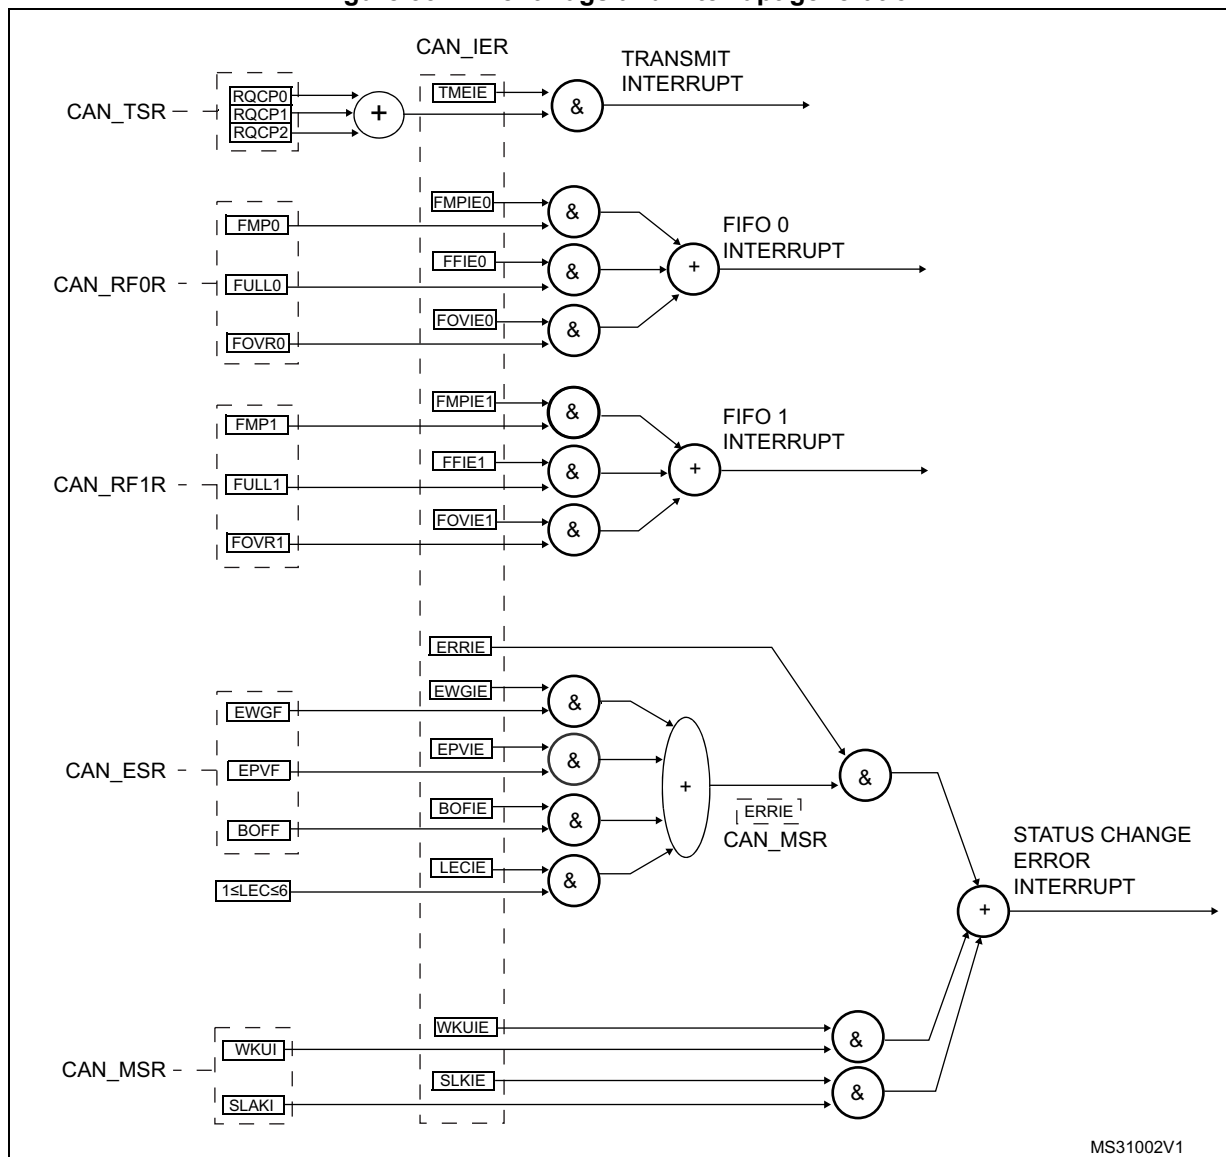 CAN_IER
TRANSMIT
INTERRUPT
CAN_TSR
RQCP0
RQCP1
RQCP2
+
TMEIE
&
CAN_RF0R
FMP0
FULL0
FOVR0
FMPIE0
FFIE0
FOVIE0
&
&
&
+
FIFO 0
INTERRUPT
CAN_RF1R
FMP1
FULL1
FOVR1
FMPIE1
FFIE1
FOVIE1
&
&
&
+
FIFO 1
INTERRUPT
ERRIE
CAN_ESR
EWGF
EPVF
BOFF
1≤LEC≤6
EWGIE
EPVIE
BOFIE
LECIE
&
&
&
&
+
ERRIE
CAN_MSR
&
STATUS CHANGE
ERROR
INTERRUPT
+
CAN_MSR
WKUI
SLAKI
WKUIE
SLKIE
&
&
MS31002V1